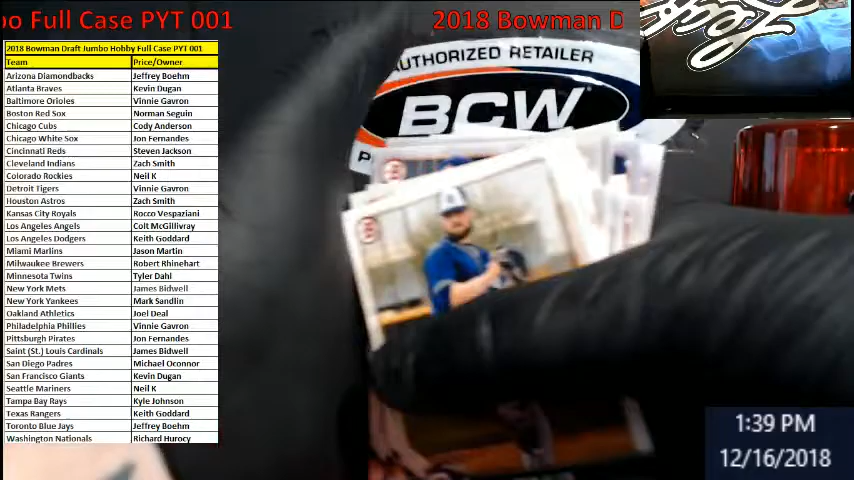 oo Full Case PYT 001
2018 Bowman D
2018 Bowman Draft Jumbo Hobby Full Case PYT 001
Team Price/Owner
Arizona Diamondbacks Jeffrey Boehm
Atlanta Braves Kevin Dugan
Baltimore Orioles Vinnie Gavron
Boston Red Sox Norman Seguin
Chicago Cubs Cody Anderson
Chicago White Sox Jon Fernandes
Cincinnati Reds Steven Jackson
Cleveland Indians Zach Smith
Colorado Rockies Neil K
Detroit Tigers Vinnie Gavron
Houston Astros Zach Smith
Kansas City Royals Rocco Vespaziani
Los Angeles Angels Colt McGillivray
Los Angeles Dodgers Keith Goddard
Miami Marlins Jason Martin
Milwaukee Brewers Robert Rhinehart
Minnesota Twins Tyler Dahl
New York Mets James Bidwell
New York Yankees Mark Sandlin
Oakland Athletics Joel Deal
Philadelphia Phillies Vinnie Gavron
Pittsburgh Pirates Jon Fernandes
Saint (St.) Louis Cardinals James Bidwell
San Diego Padres Michael Oconnor
San Francisco Giants Kevin Dugan
Seattle Mariners Neil K
Tampa Bay Rays Kyle Johnson
Texas Rangers Keith Goddard
Toronto Blue Jays Jeffrey Boehm
Washington Nationals Richard Hurocy
AUTHORIZED RETAILER
BCW
1:39 PM
12/16/2018